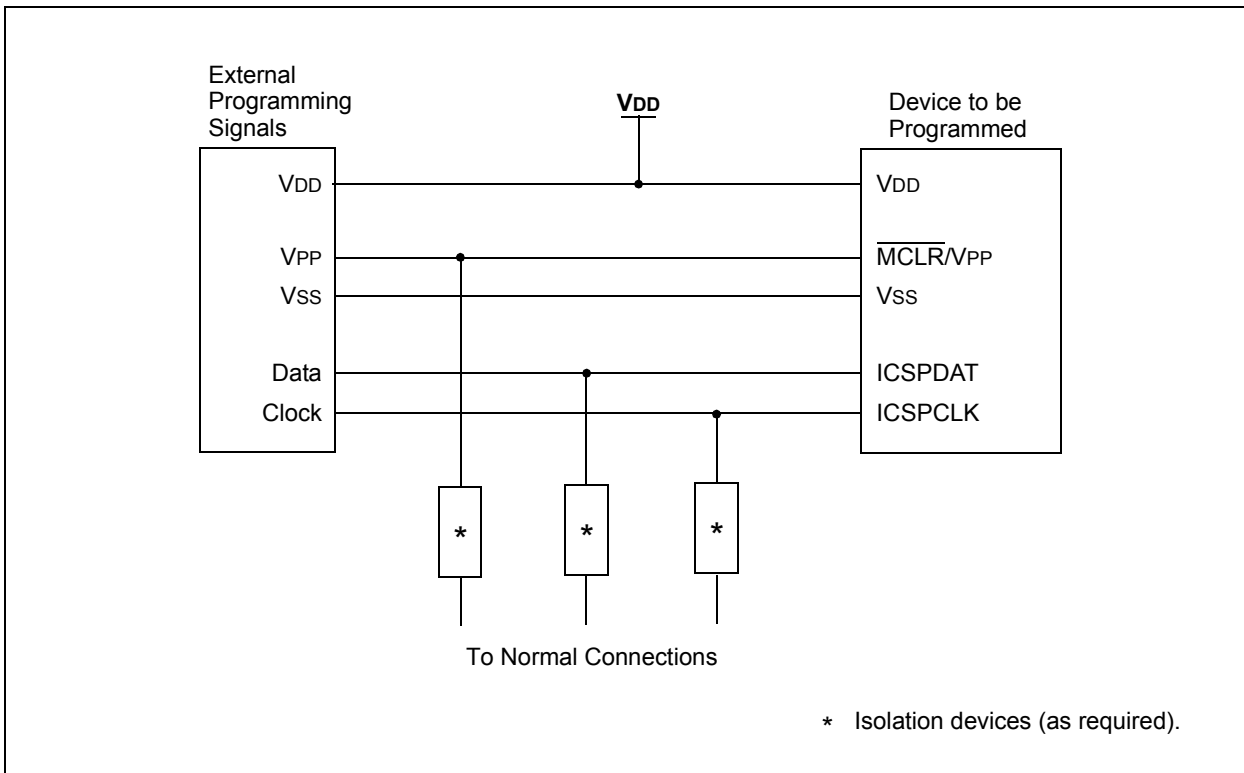 External
Programming
Signals
VDD
Device to be
Programmed
VDD
VDD
VPP
MCLR/VPP
VSS
VSS
Data
ICSPDAT
Clock
ICSPCLK
*
*
*
To Normal Connections
* Isolation devices (as required).